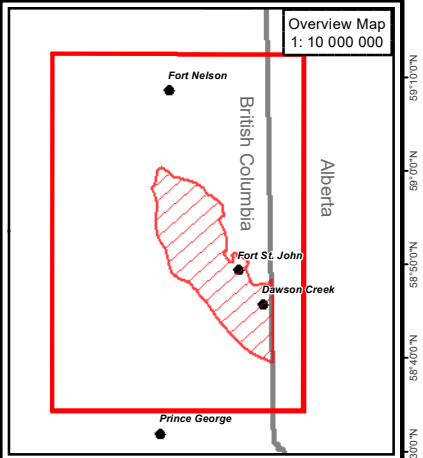 Overview Map
1: 10 000 000
Fort Nelson
British Columbia
Alberta
Fort St. John
Dawson Creek
Prince George
59°10'0"N
59°0'0"N
58°50'0"N
58°40'0"N